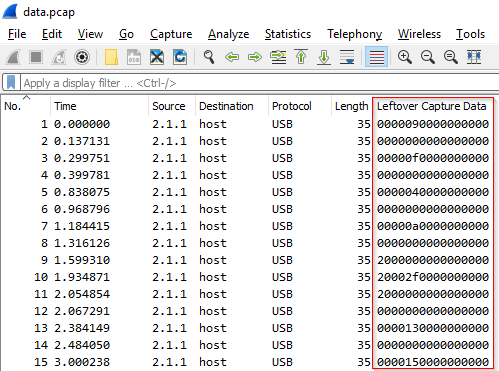 data.pcap
File Edit View Go Capture Analyze Statistics Telephony Wireless Tools
Apply a display filter ... <Ctrl-/>
No. Time Source Destination Protocol Length Leftover Capture Data
1 0.000000 2.1.1 host USB 35 0000090000000000
2 0.137131 2.1.1 host USB 35 0000000000000000
3 0.299751 2.1.1 host USB 35 00000f0000000000
4 0.399781 2.1.1 host USB 35 0000000000000000
5 0.838075 2.1.1 host USB 35 0000040000000000
6 0.968796 2.1.1 host USB 35 0000000000000000
7 1.184415 2.1.1 host USB 35 00000a0000000000
8 1.316126 2.1.1 host USB 35 0000000000000000
9 1.599310 2.1.1 host USB 35 2000000000000000
10 1.934871 2.1.1 host USB 35 20002f0000000000
11 2.054854 2.1.1 host USB 35 2000000000000000
12 2.067291 2.1.1 host USB 35 0000000000000000
13 2.384149 2.1.1 host USB 35 0000130000000000
14 2.484050 2.1.1 host USB 35 0000000000000000
15 3.000238 2.1.1 host USB 35 0000150000000000